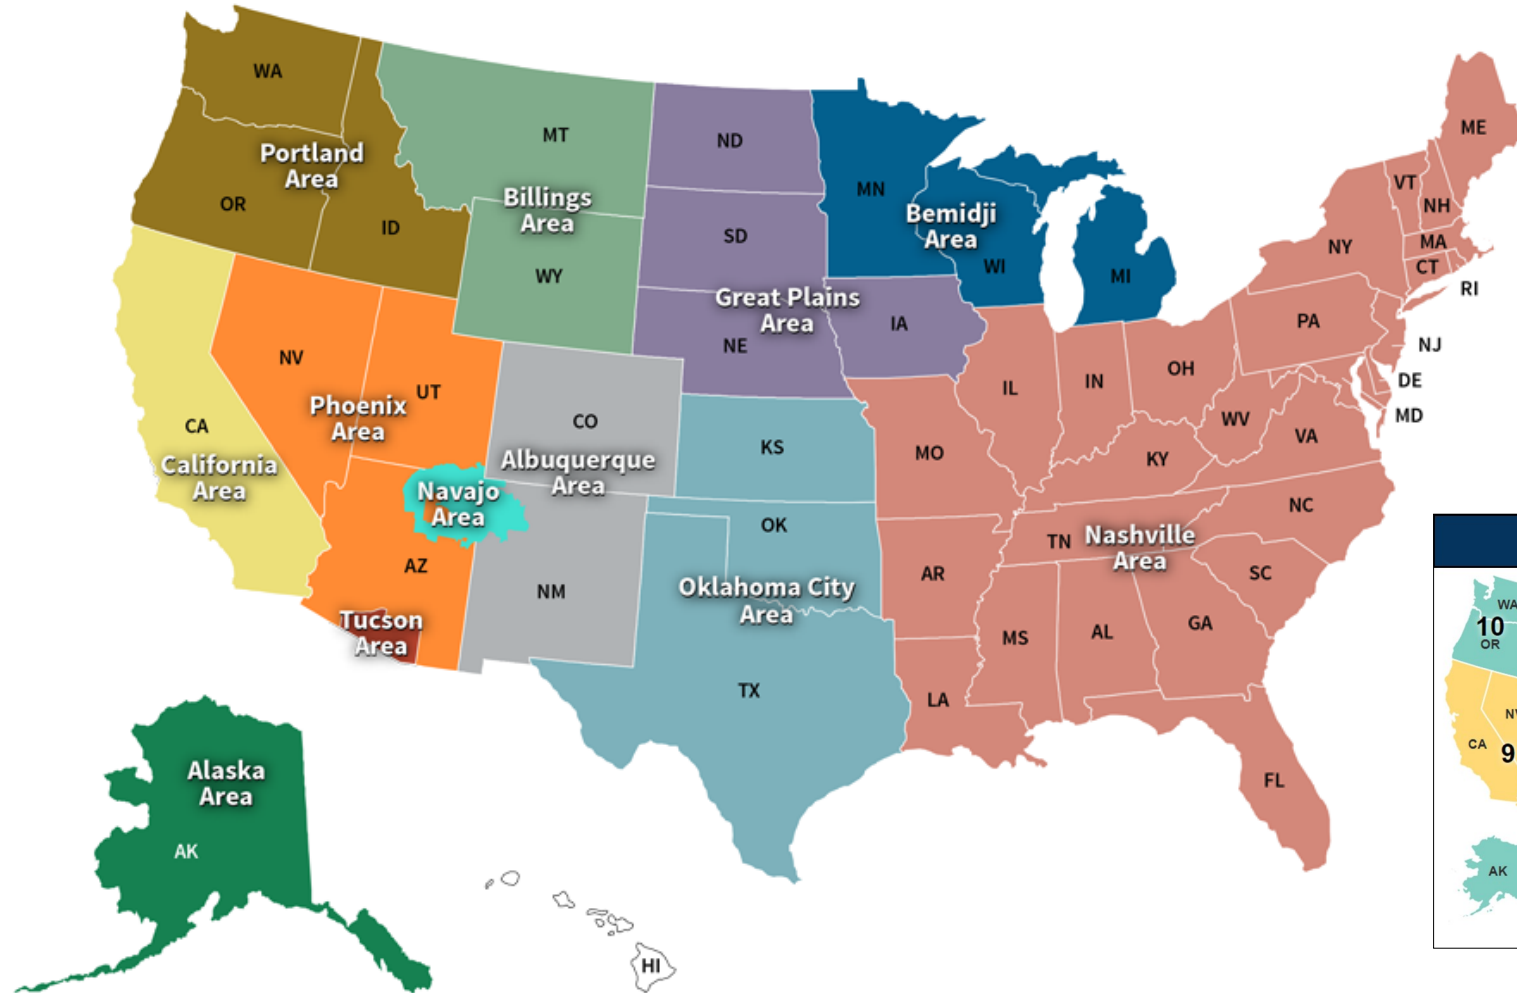 WA
MT
ND
ME
Portland
Area
MN
VT
OR
ID
Billings
Area
NH
SD
Bemidji
Area
NY
MA
WY
WI
MI
CT
RI
Great Plains
Area
IA
PA
NE
NJ
NV
UT
IL
IN
OH
DE
Phoenix
Area
MD
CA
CO
WV
VA
KS
MO
KY
California
Area
Albuquerque
Area
Navajo
Area
NC
OK
TN
Nashville
Area
AZ
AR
SC
NM
Oklahoma City
Area
Tucson
Area
MS
AL
GA
TX
LA
Alaska
Area
FL
AK
HI
WA
10
OR
CA
9
AK